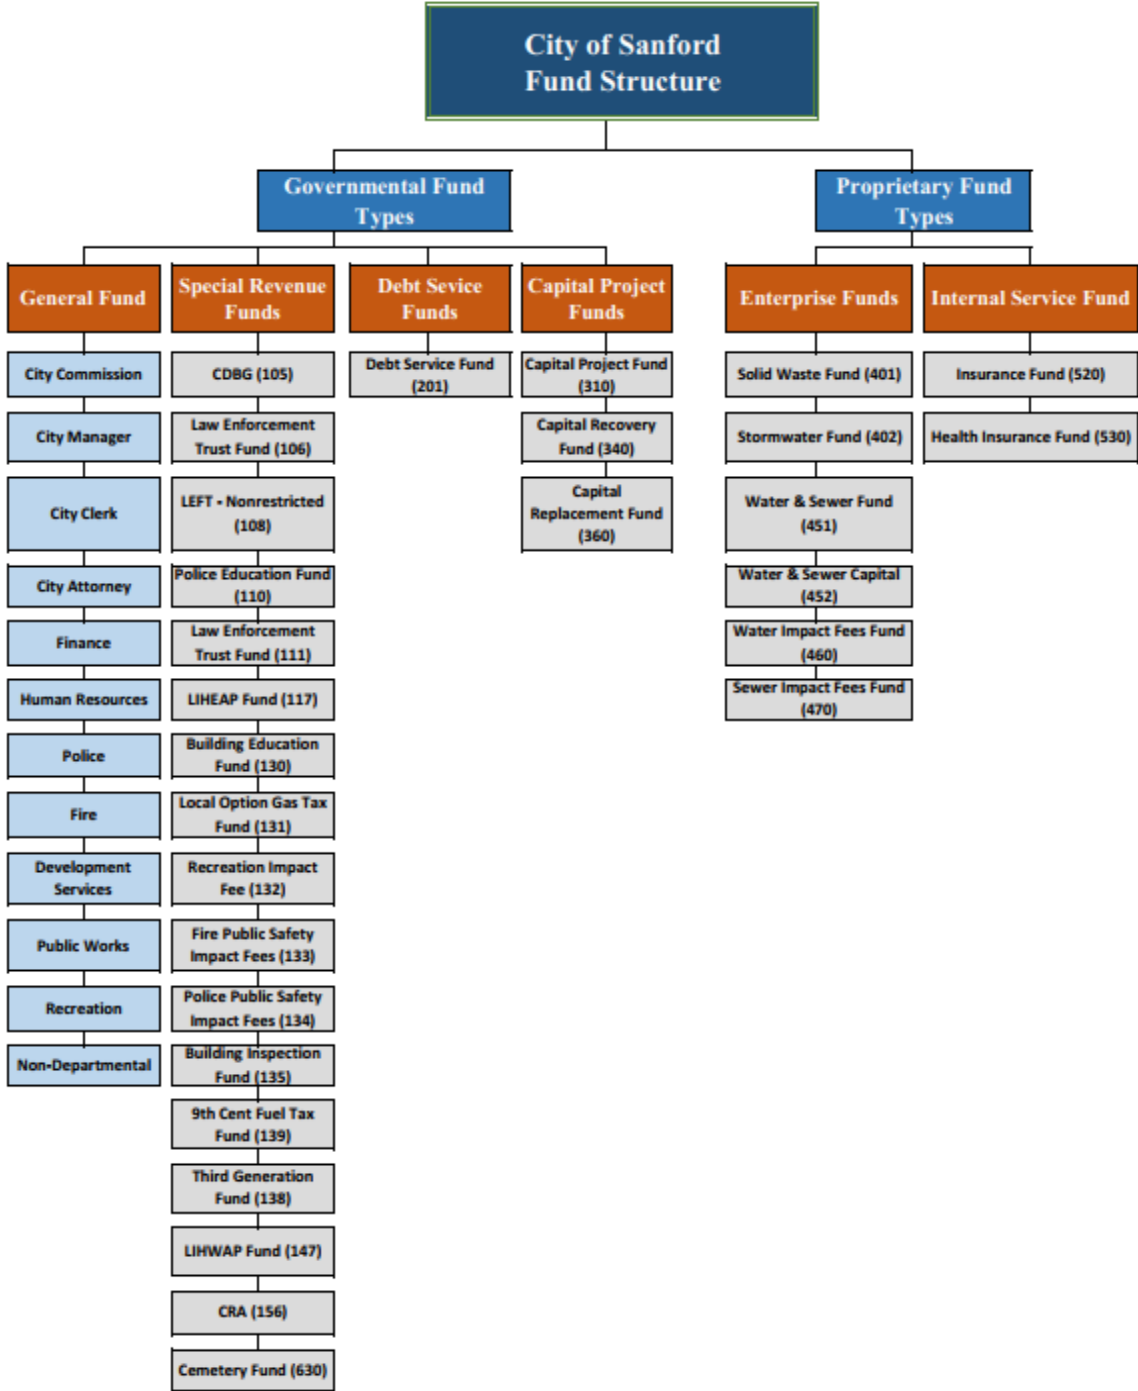 City of Sanford
Fund Structure
Governmental Fund
Types
Proprietary Fund
Types
General Fund
Special Revenue
Funds
Debt Sevice
Funds
Capital Project
Funds
Enterprise Funds
Internal Service Fund
City Commission
City Manager
City Clerk
City Attorney
Finance
Human Resources
Police
Fire
Development
Services
Public Works
Recreation
Non-Departmental
CDBG (105)
Law Enforcement
Trust Fund (106)
LEFT - Nonrestricted
(108)
Police Education Fund
(110)
Law Enforcement
Trust Fund (111)
LIHEAP Fund (117)
Building Education
Fund (130)
Local Option Gas Tax
Fund (131)
Recreation Impact
Fee (132)
Fire Public Safety
Impact Fees (133)
Police Public Safety
Impact Fees (134)
Building Inspection
Fund (135)
9th Cent Fuel Tax
Fund (139)
Third Generation
Fund (138)
LIHWAP Fund (147)
CRA (156)
Cemetery Fund (630)
Debt Service Fund
(201)
Capital Project Fund
(310)
Capital Recovery
Fund (340)
Capital
Replacement Fund
(360)
Solid Waste Fund (401)
Stormwater Fund (402)
Water & Sewer Fund
(451)
Water & Sewer Capital
(452)
Water Impact Fees Fund
(460)
Sewer Impact Fees Fund
(470)
Insurance Fund (520)
Health Insurance Fund (530)